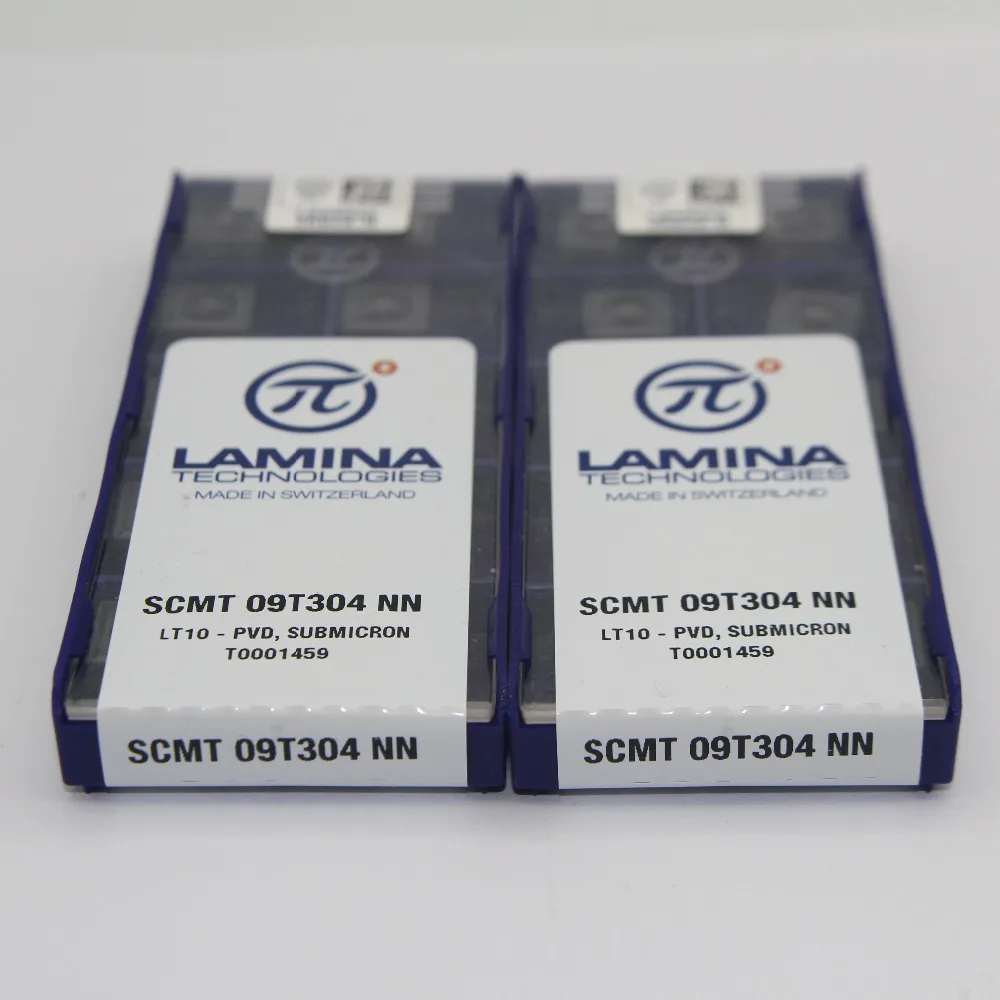 π
LAMINA
TECHNOLOGIES
MADE IN SWITZERLAND
SCMT 09T304 NN
LT10 - PVD, SUBMICRON
T0001459
SCMT 09T304 NN
π
LAMINA
TECHNOLOGIES
MADE IN SWITZERLAND
SCMT 09T304 NN
LT10 - PVD, SUBMICRON
T0001459
SCMT 09T304 NN